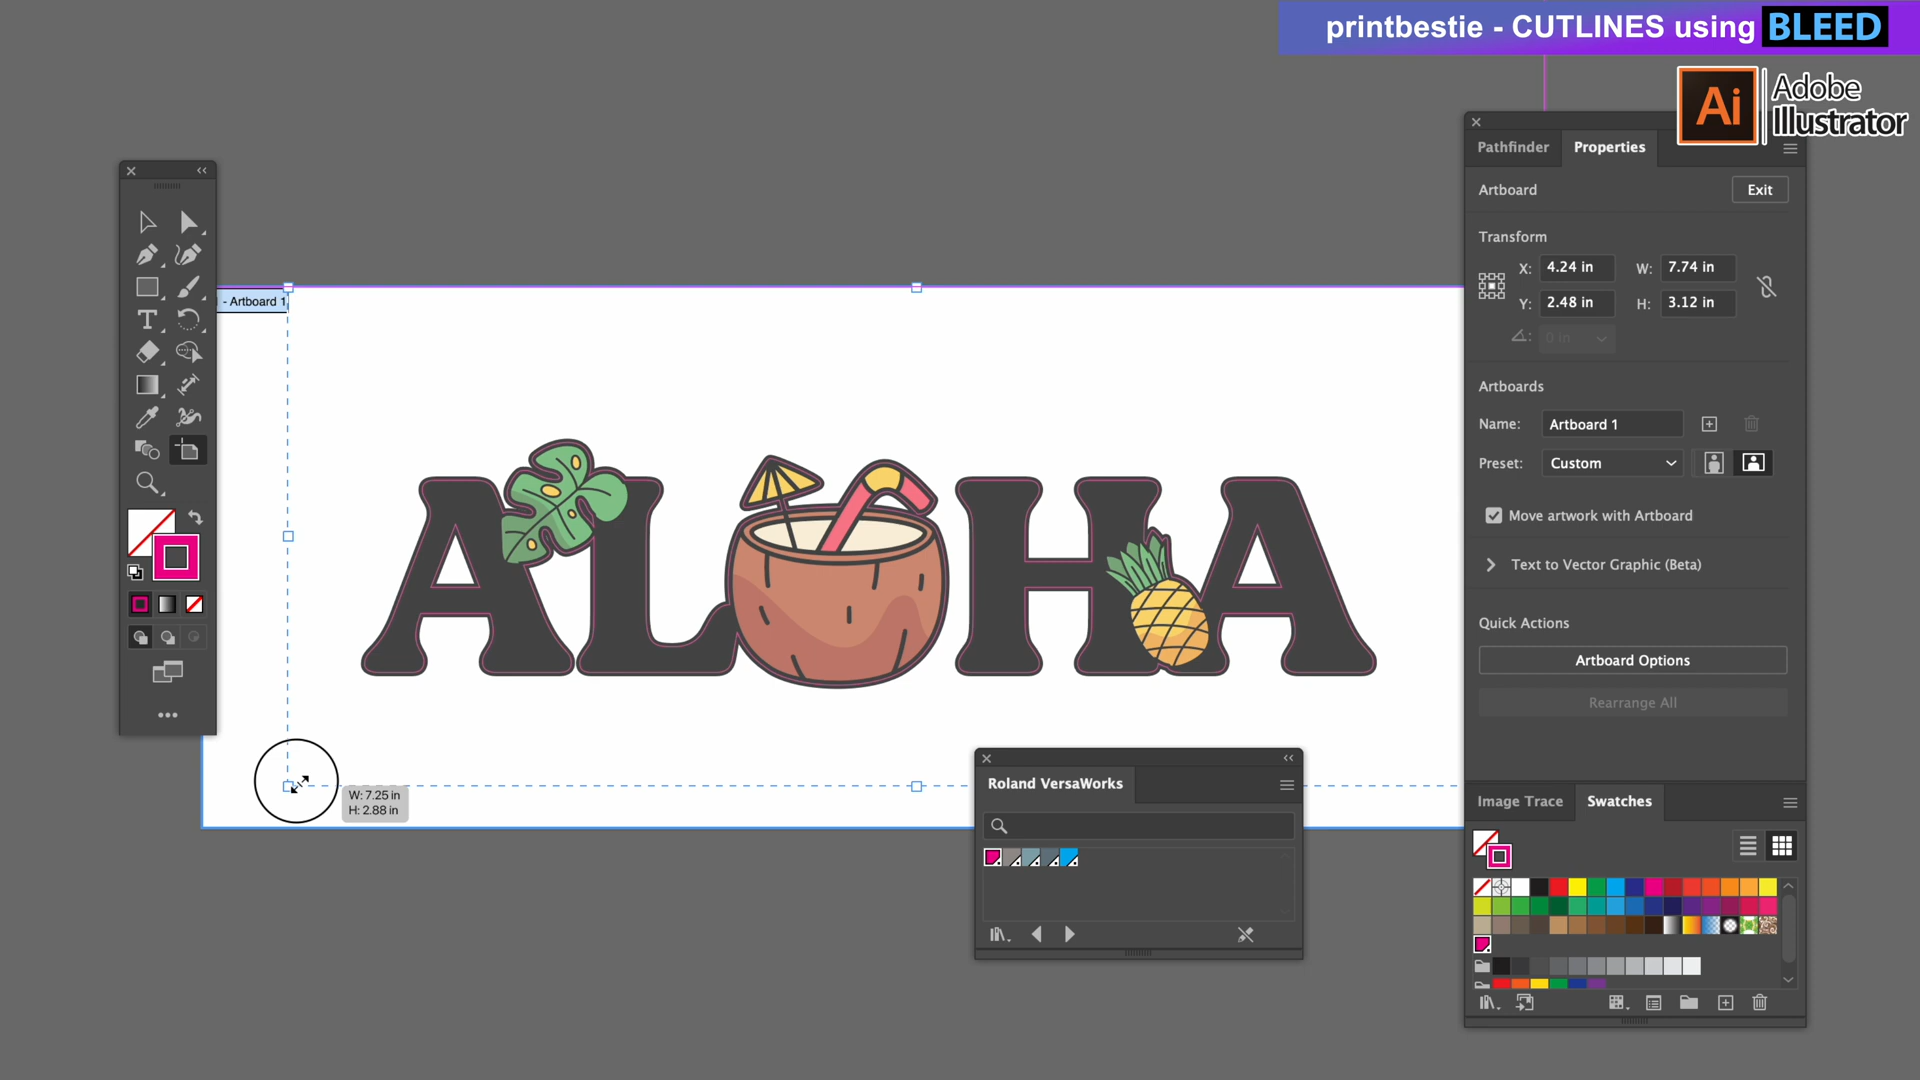 printbestie - CUTLINES using BLEED
Ai Adobe Illustrator
Pathfinder Properties
Artboard Exit
Transform
X: 4.24 in W: 7.74 in
Y: 2.48 in H: 3.12 in
0 in
Artboards
Name: Artboard 1
Preset: Custom
Move artwork with Artboard
Text to Vector Graphic (Beta)
Quick Actions
Artboard Options
Rearrange All
- Artboard 1
T
ALOHA
W: 7.25 in
H: 2.88 in
Roland VersaWorks
Image Trace Swatches